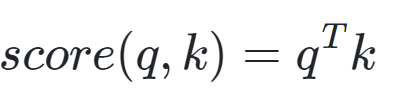 score(q, k) = q^T k